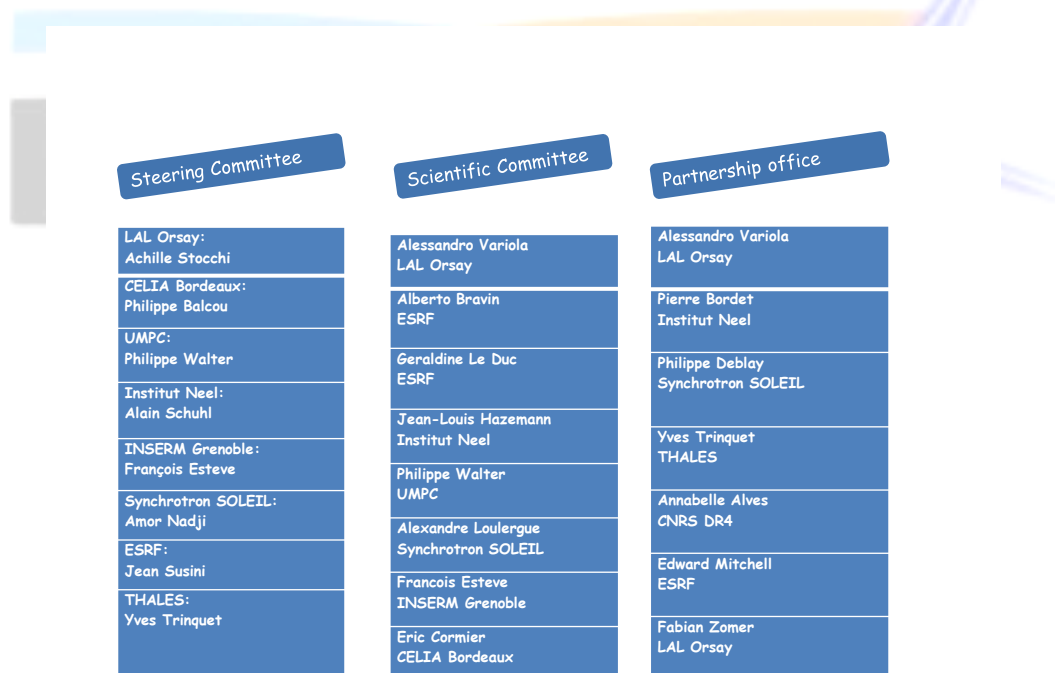 Steering Committee
LAL Orsay:
Achille Stocchi
CELIA Bordeaux:
Philippe Balcou
UMPC:
Philippe Walter
Institut Neel:
Alain Schuhl
INSERM Grenoble:
François Esteve
Synchrotron SOLEIL:
Amor Nadji
ESRF:
Jean Susini
THALES:
Yves Trinquet
Scientific Committee
Alessandro Variola
LAL Orsay
Alberto Bravin
ESRF
Geraldine Le Duc
ESRF
Jean-Louis Hazemann
Institut Neel
Philippe Walter
UMPC
Alexandre Loulergue
Synchrotron SOLEIL
Francois Esteve
INSERM Grenoble
Eric Cormier
CELIA Bordeaux
Partnership office
Alessandro Variola
LAL Orsay
Pierre Bordet
Institut Neel
Philippe Deblay
Synchrotron SOLEIL
Yves Trinquet
THALES
Annabelle Alves
CNRS DR4
Edward Mitchell
ESRF
Fabian Zomer
LAL Orsay